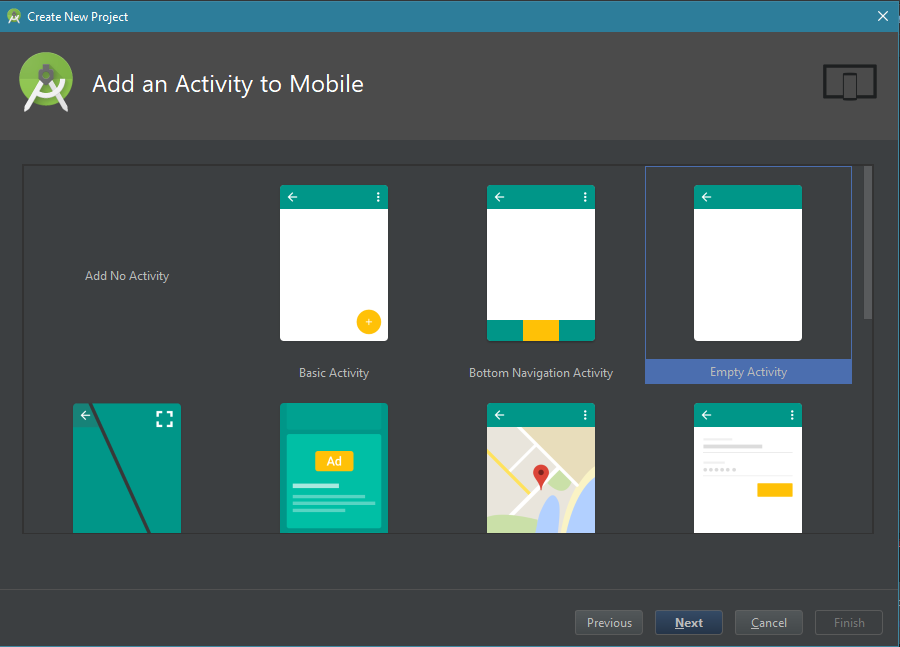 Create New Project
Add an Activity to Mobile
Add No Activity
Basic Activity
Bottom Navigation Activity
Empty Activity
Ad
Previous
Next
Cancel
Finish